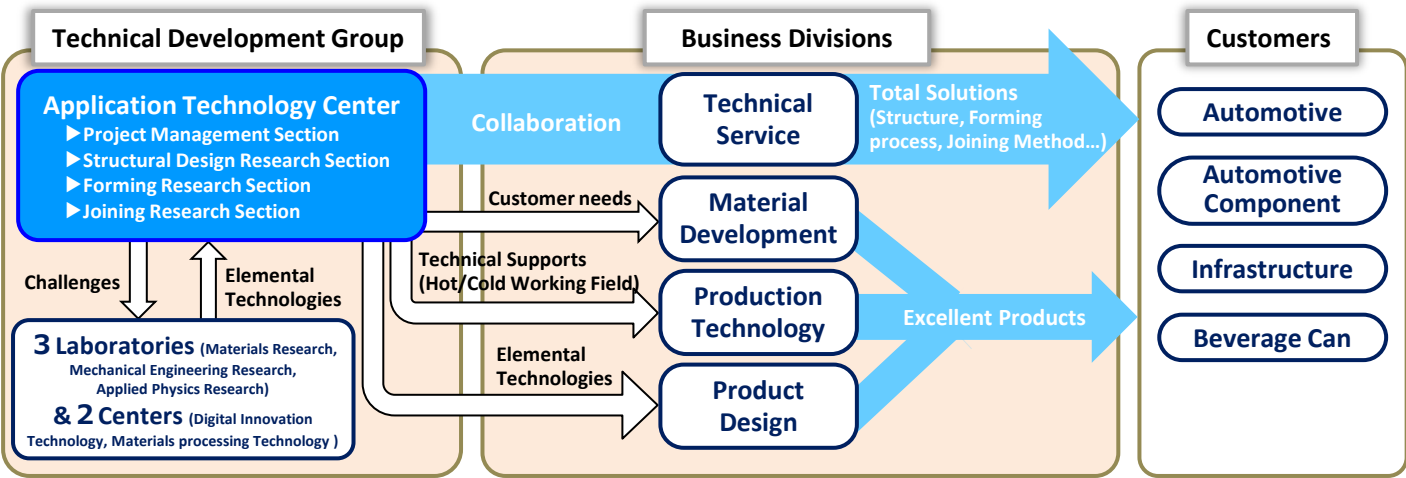 Technical Development Group
Application Technology Center
▶Project Management Section
▶Structural Design Research Section
▶Forming Research Section
▶Joining Research Section
Challenges
Elemental
Technologies
3 Laboratories (Materials Research,
Mechanical Engineering Research,
Applied Physics Research)
& 2 Centers (Digital Innovation
Technology, Materials processing Technology )
Business Divisions
Collaboration
Technical
Service
Total Solutions
(Structure, Forming
process, Joining Method…)
Customer needs
Material
Development
Technical Supports
(Hot/Cold Working Field)
Production
Technology
Excellent Products
Elemental
Technologies
Product
Design
Customers
Automotive
Automotive
Component
Infrastructure
Beverage Can